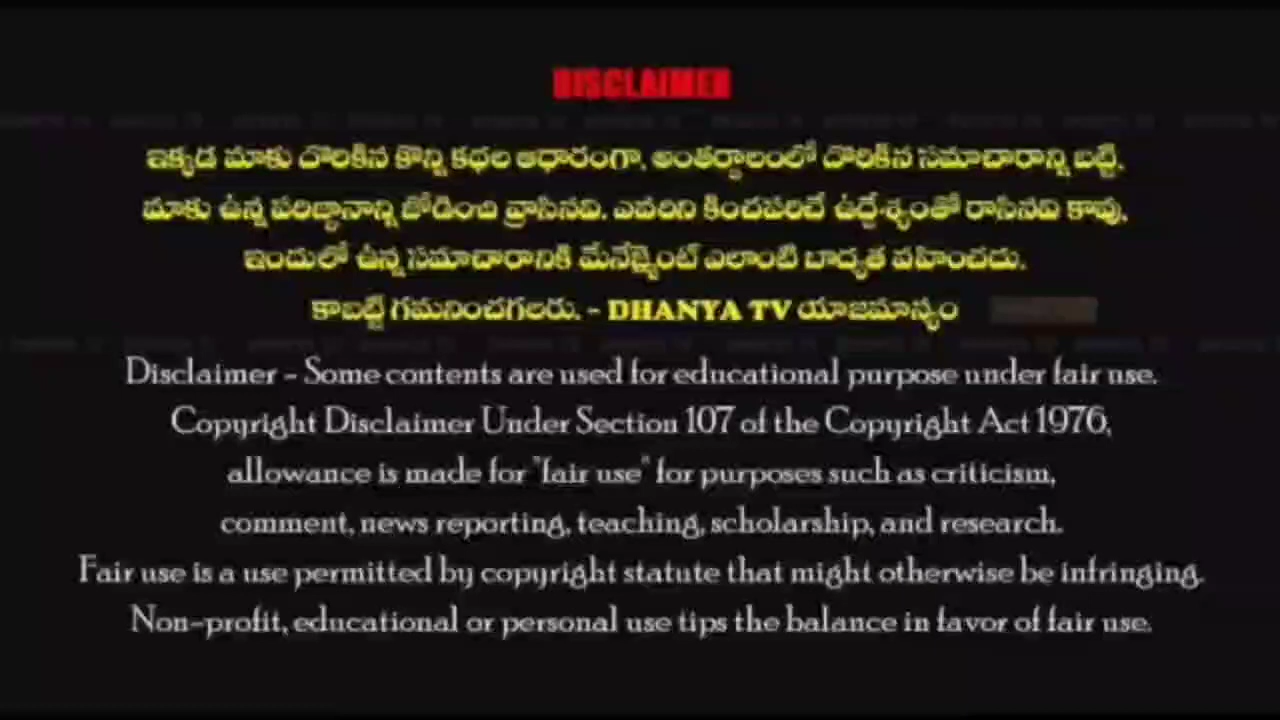 DISCLAIMER
ఇక్కడ మాకు దొరికిన కొన్ని కథల ఆధారంగా, అంతర్జాలంలో దొరికిన సమాచారాన్ని బట్టి,
మాకు ఉన్న పరిజ్ఞానాన్ని జోడించి వ్రాసినవి. ఎవరిని కించపరిచే ఉద్దేశ్యంతో రాసినవి కావు,
ఇందులో ఉన్న సమాచారానికి మేనేజ్మెంట్ ఎలాంటి బాధ్యత వహించదు.
కాబట్టి గమనించగలరు. - DHANYA TV యాజమాన్యం
Disclaimer - Some contents are used for educational purpose under fair use.
Copyright Disclaimer Under Section 107 of the Copyright Act 1976,
allowance is made for "fair use" for purposes such as criticism,
comment, news reporting, teaching, scholarship, and research.
Fair use is a use permitted by copyright statute that might otherwise be infringing.
Non-profit, educational or personal use tips the balance in favor of fair use.